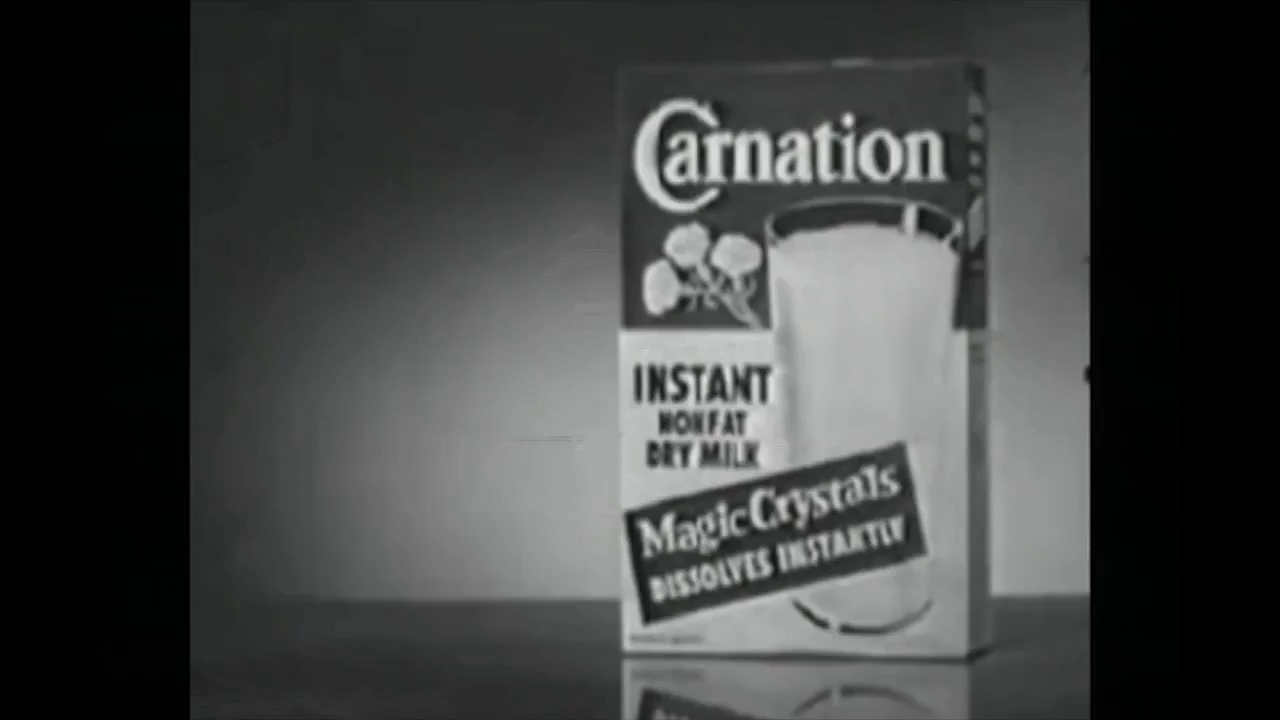 Carnation
INSTANT
NONFAT
DRY MILK
Magic Crystals
DISSOLVES INSTANTLY